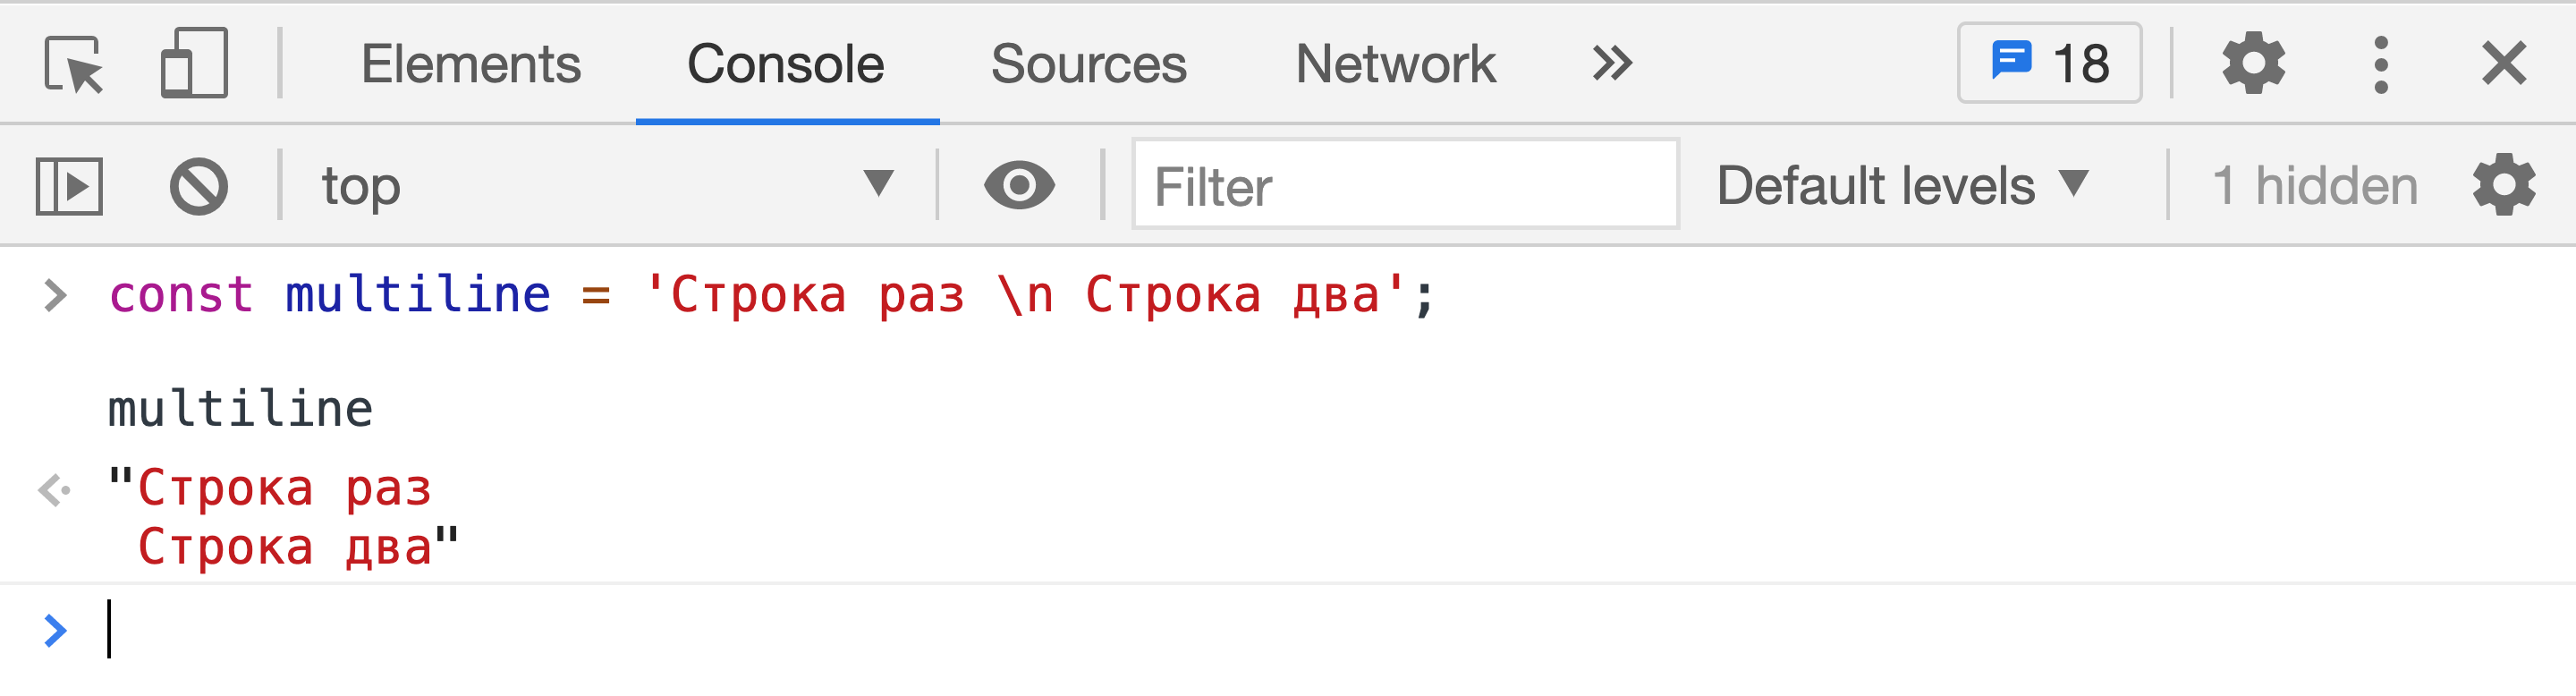 Elements Console Sources Network 18
top Filter Default levels 1 hidden
const multiline = 'Строка раз \n Строка два';
multiline
"Строка раз
Строка два"